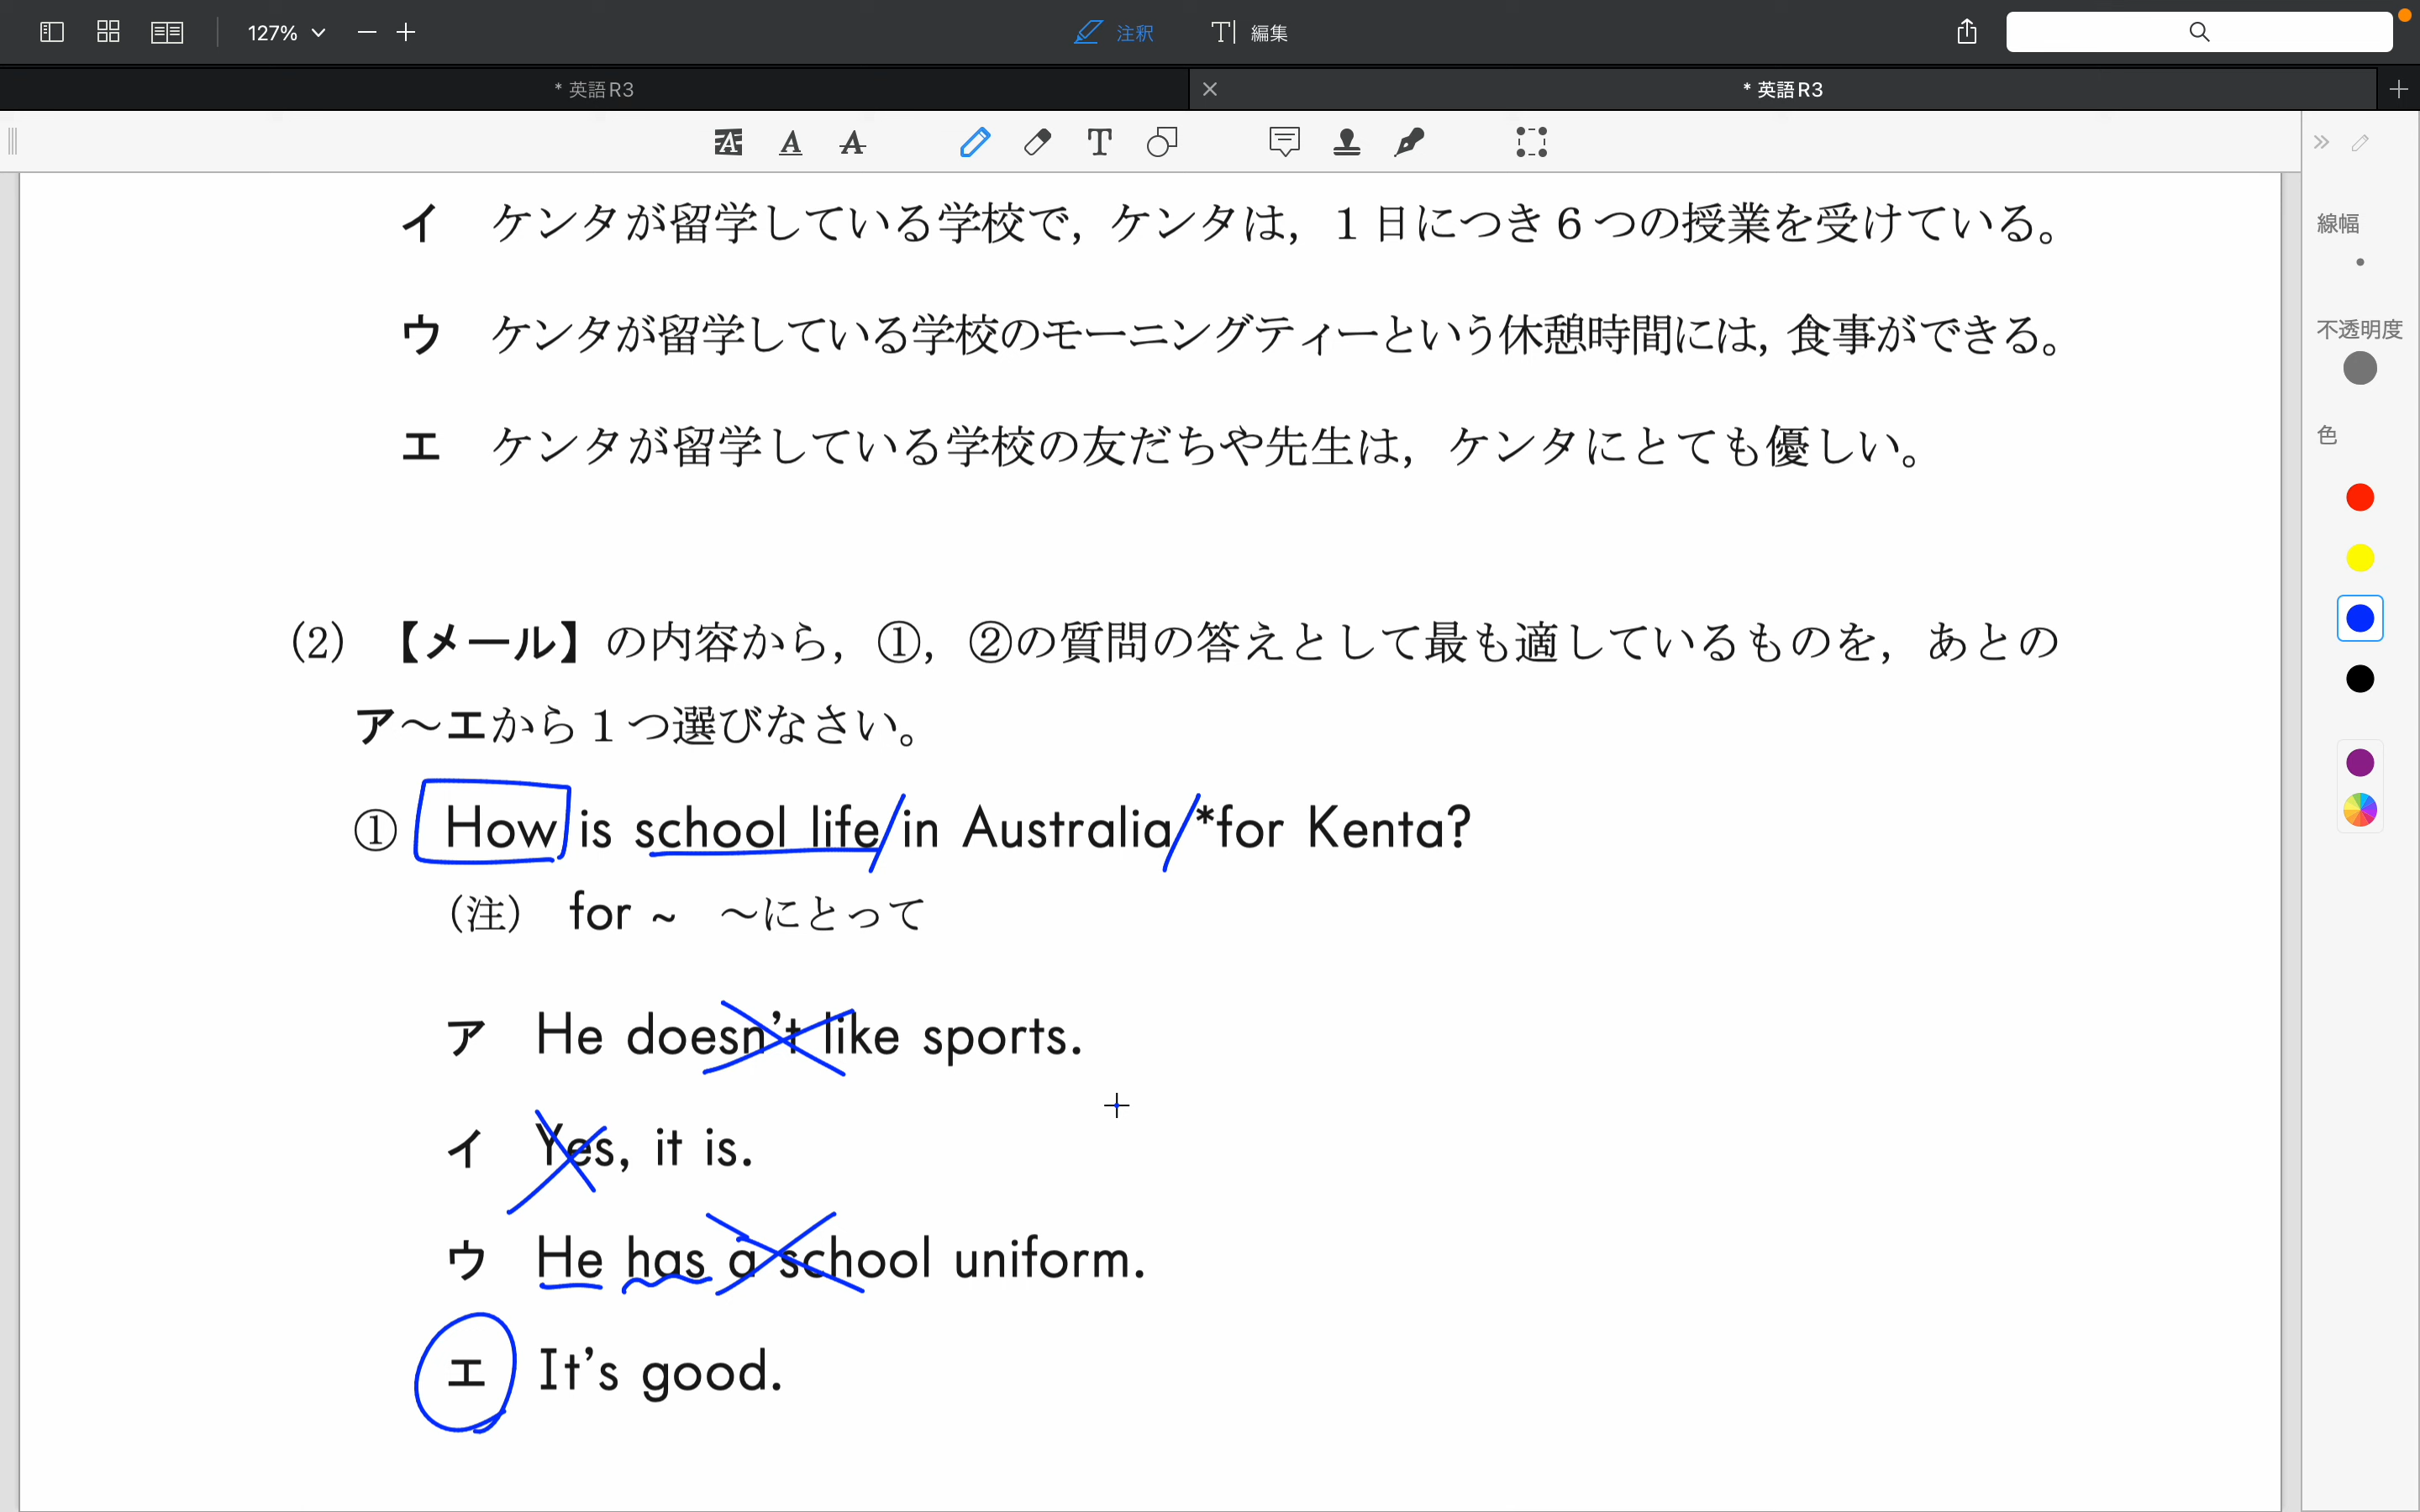 127%
注釈
編集
* 英語R3
* 英語R3
線幅
不透明度
色
イ ケンタが留学している学校で，ケンタは，1日につき6つの授業を受けている。
ウ ケンタが留学している学校のモーニングティーという休憩時間には，食事ができる。
エ ケンタが留学している学校の友だちや先生は，ケンタにとても優しい。
(2) 【メール】の内容から，①，②の質問の答えとして最も適しているものを，あとの
ア～エから1つ選びなさい。
① How is school life in Australia *for Kenta?
（注） for ~ ～にとって
ア He doesn't like sports.
イ Yes, it is.
ウ He has a school uniform.
エ It's good.